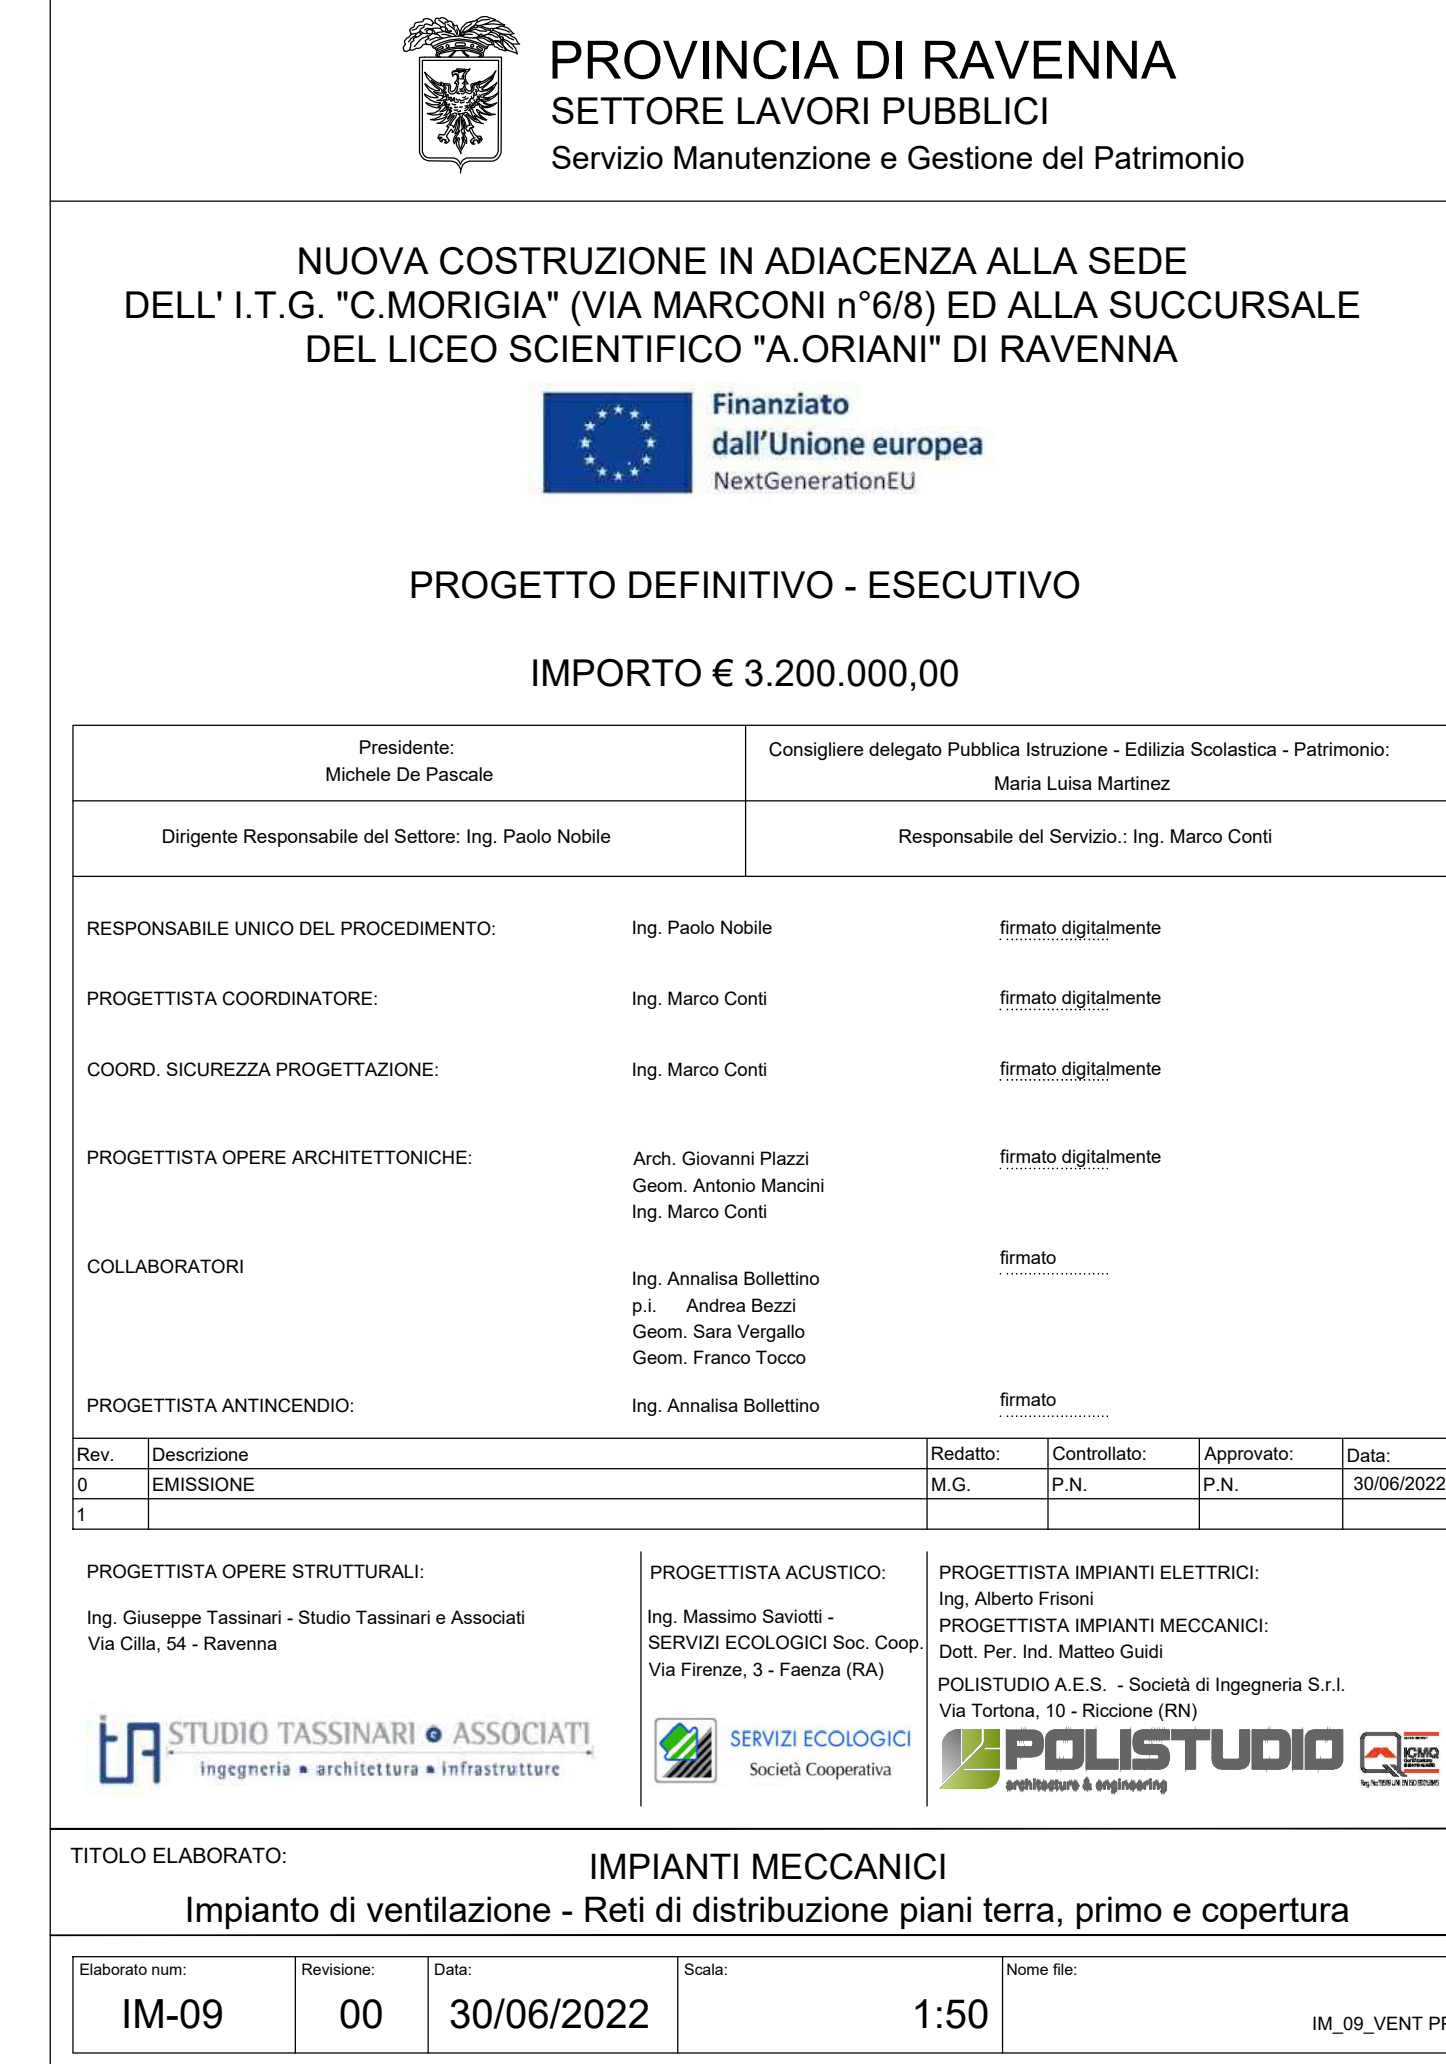 PROVINCIA DI RAVENNA
SETTORE LAVORI PUBBLICI
Servizio Manutenzione e Gestione del Patrimonio
NUOVA COSTRUZIONE IN ADIACENZA ALLA SEDE
DELL' I.T.G. "C.MORIGIA" (VIA MARCONI n°6/8) ED ALLA SUCCURSALE
DEL LICEO SCIENTIFICO "A.ORIANI" DI RAVENNA
Finanziato
dall'Unione europea
NextGenerationEU
PROGETTO DEFINITIVO - ESECUTIVO
IMPORTO € 3.200.000,00
Presidente:
Michele De Pascale
Consigliere delegato Pubblica Istruzione - Edilizia Scolastica - Patrimonio:
Maria Luisa Martinez
Dirigente Responsabile del Settore: Ing. Paolo Nobile
Responsabile del Servizio.: Ing. Marco Conti
RESPONSABILE UNICO DEL PROCEDIMENTO: Ing. Paolo Nobile firmato digitalmente
PROGETTISTA COORDINATORE: Ing. Marco Conti firmato digitalmente
COORD. SICUREZZA PROGETTAZIONE: Ing. Marco Conti firmato digitalmente
PROGETTISTA OPERE ARCHITETTONICHE: Arch. Giovanni Plazzi firmato digitalmente
Geom. Antonio Mancini
Ing. Marco Conti
COLLABORATORI firmato
Ing. Annalisa Bollettino
p.i. Andrea Bezzi
Geom. Sara Vergallo
Geom. Franco Tocco
PROGETTISTA ANTINCENDIO: Ing. Annalisa Bollettino firmato
Rev. Descrizione Redatto: Controllato: Approvato: Data:
0 EMISSIONE M.G. P.N. P.N. 30/06/2022
1
PROGETTISTA OPERE STRUTTURALI:
Ing. Giuseppe Tassinari - Studio Tassinari e Associati
Via Cilla, 54 - Ravenna
STUDIO TASSINARI e ASSOCIATI
ingegneria architettura infrastrutture
PROGETTISTA ACUSTICO:
Ing. Massimo Saviotti -
SERVIZI ECOLOGICI Soc. Coop.
Via Firenze, 3 - Faenza (RA)
SERVIZI ECOLOGICI
Società Cooperativa
PROGETTISTA IMPIANTI ELETTRICI:
Ing, Alberto Frisoni
PROGETTISTA IMPIANTI MECCANICI:
Dott. Per. Ind. Matteo Guidi
POLISTUDIO A.E.S. - Società di Ingegneria S.r.l.
Via Tortona, 10 - Riccione (RN)
POLISTUDIO
architecture & engineering
ICMQ
TITOLO ELABORATO:
IMPIANTI MECCANICI
Impianto di ventilazione - Reti di distribuzione piani terra, primo e copertura
Elaborato num: Revisione: Data: Scala: Nome file:
IM-09 00 30/06/2022 1:50 IM_09_VENT